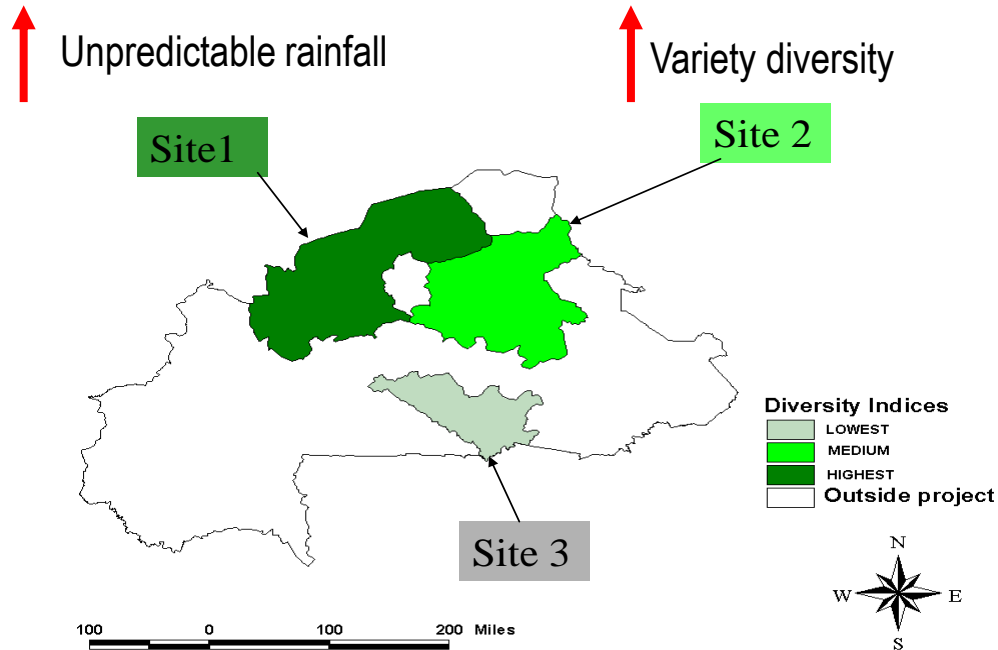 Unpredictable rainfall
Variety diversity
Site1
Site 2
Diversity Indices
LOWEST
MEDIUM
HIGHEST
Outside project
Site 3
N
W E
S
100 0 100 200 Miles